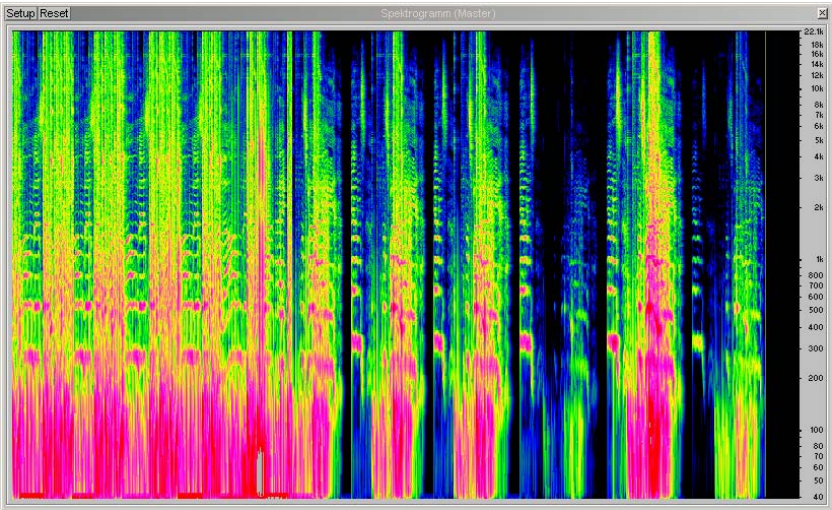 Setup Reset Spektrogramm (Master)
22.1k
18k
16k
14k
12k
10k
8k
7k
6k
5k
4k
3k
2k
1k
800
700
600
500
400
300
200
100
80
70
60
50
40